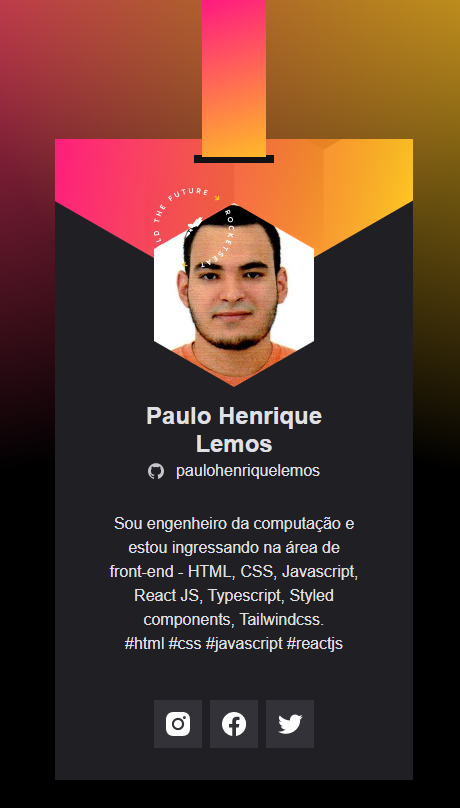 LD THE FUTURE
ROCKETSEA
Paulo Henrique
Lemos
paulohenriquelemos
Sou engenheiro da computação e
estou ingressando na área de
front-end - HTML, CSS, Javascript,
React JS, Typescript, Styled
components, Tailwindcss.
#html #css #javascript #reactjs